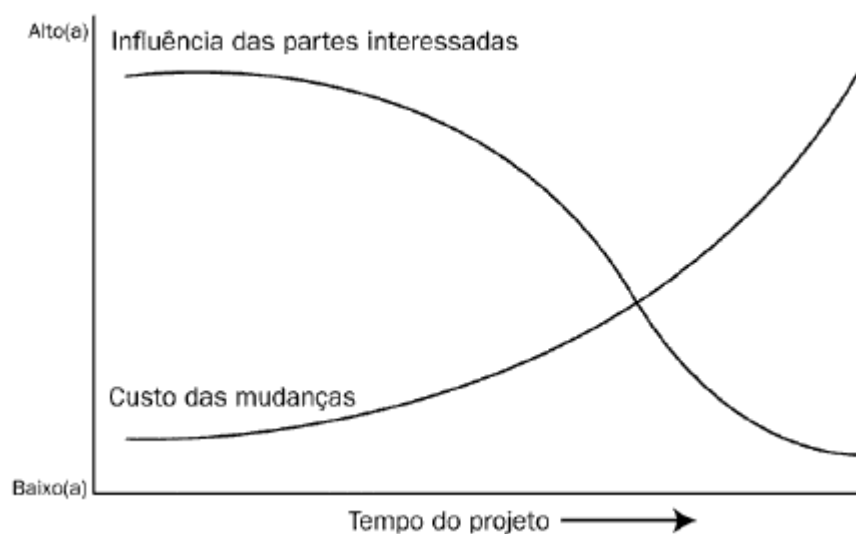 Alto(a)
Influência das partes interessadas
Custo das mudanças
Baixo(a)
Tempo do projeto